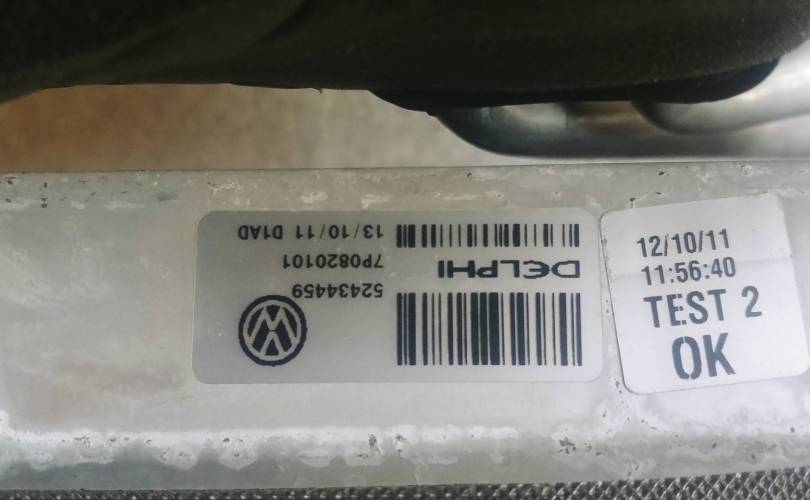 52434459
7P0820101
13/10/11 D1AD
DELPHI
12/10/11
11:56:40
TEST 2
OK